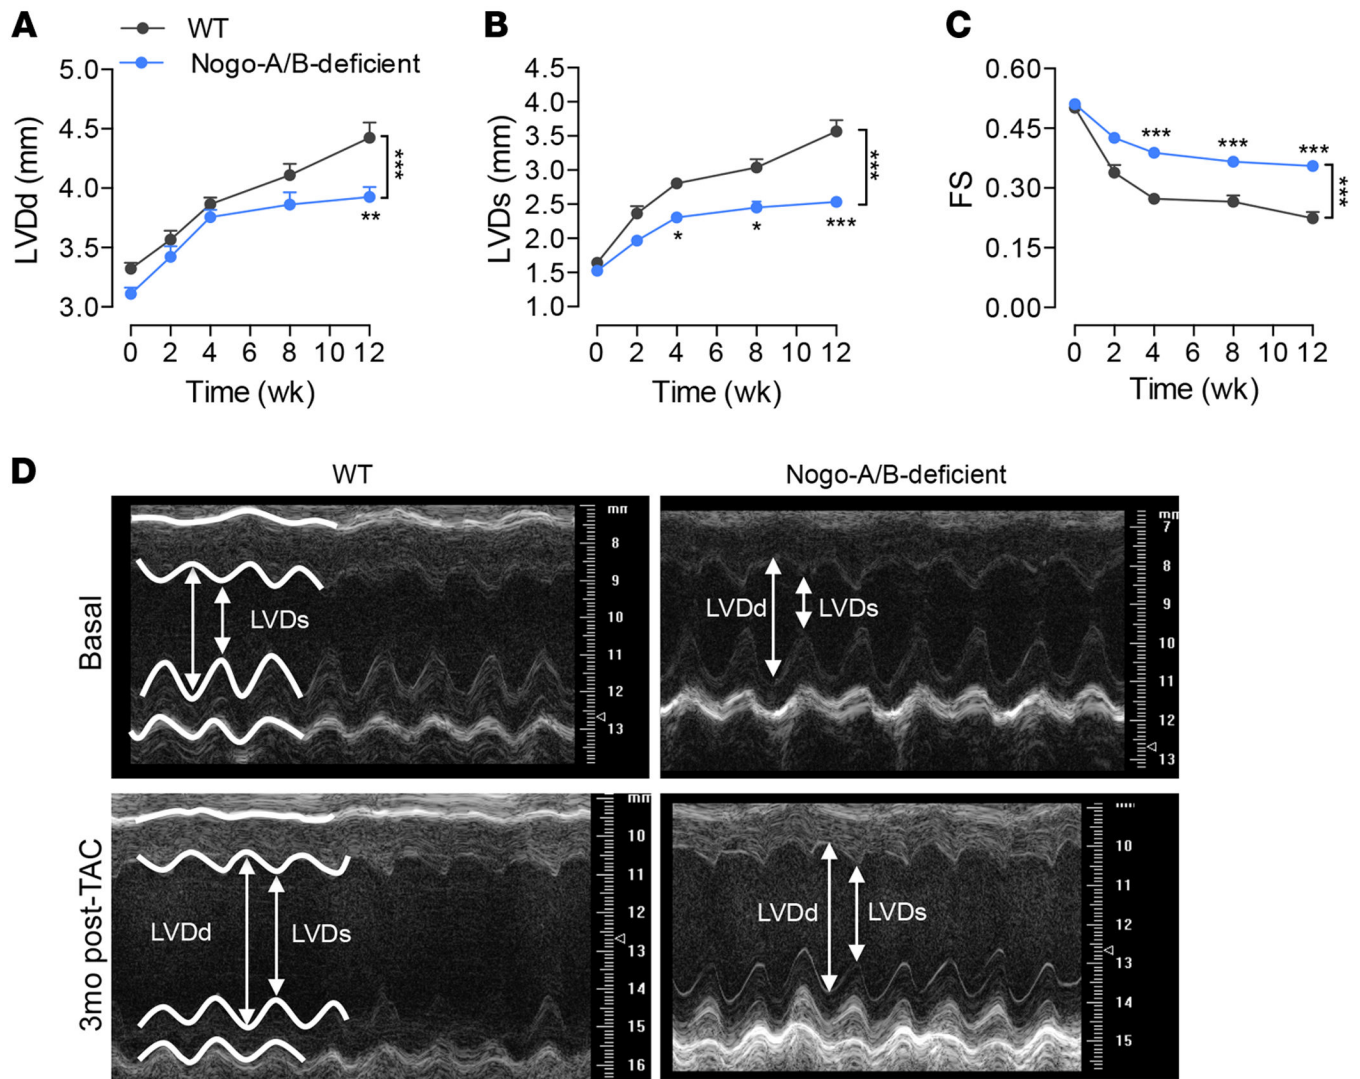 A
WT
Nogo-A/B-deficient
5.0
4.5
4.0
3.5
3.0
LVDd (mm)
***
**
0 2 4 6 8 10 12
Time (wk)
B
4.5
4.0
3.5
3.0
2.5
2.0
1.5
1.0
LVDs (mm)
***
* * ***
0 2 4 6 8 10 12
Time (wk)
C
0.60
0.45
0.30
0.15
0.00
FS
*** *** ***
***
0 2 4 6 8 10 12
Time (wk)
D
WT
Nogo-A/B-deficient
Basal
LVDs
mm
8
9
10
11
12
13
LVDd
LVDs
mm
7
8
9
10
11
12
13
3mo post-TAC
LVDd
LVDs
mm
10
11
12
13
14
15
16
LVDd
LVDs
10
11
12
13
14
15